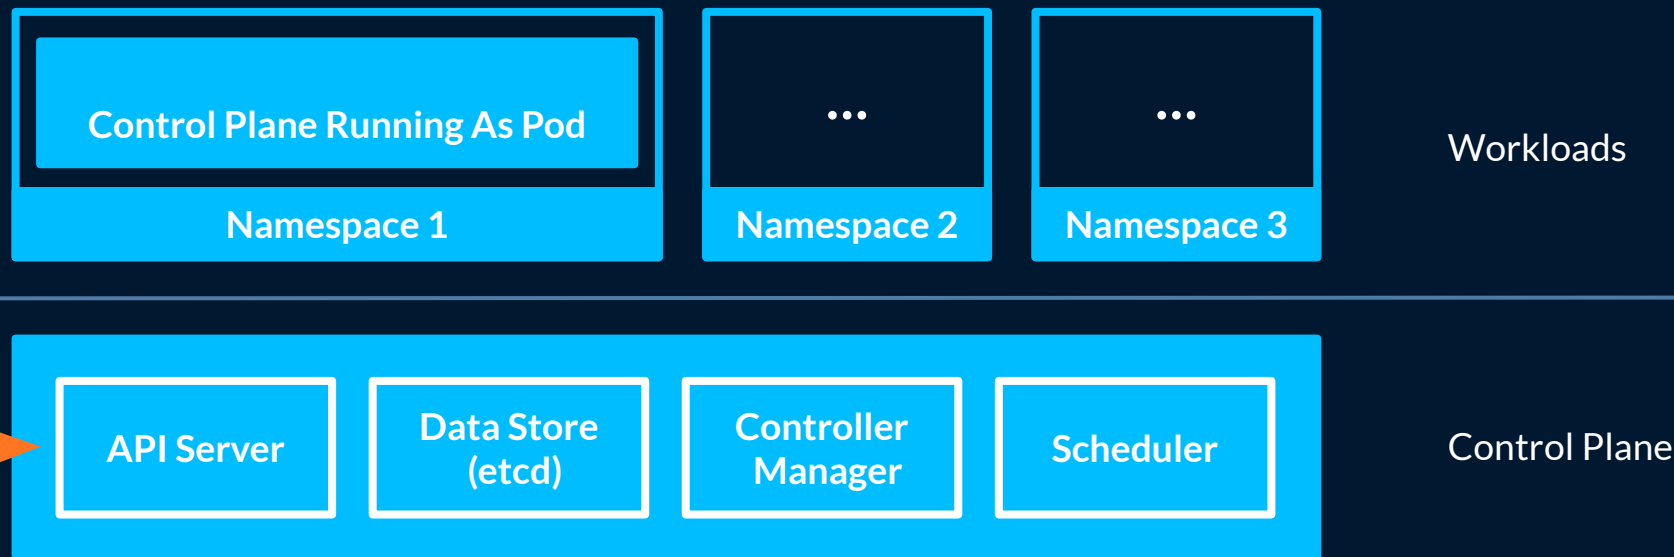 Control Plane Running As Pod
...
...
Workloads
Namespace 1
Namespace 2
Namespace 3
API Server
Data Store
(etcd)
Controller
Manager
Scheduler
Control Plane